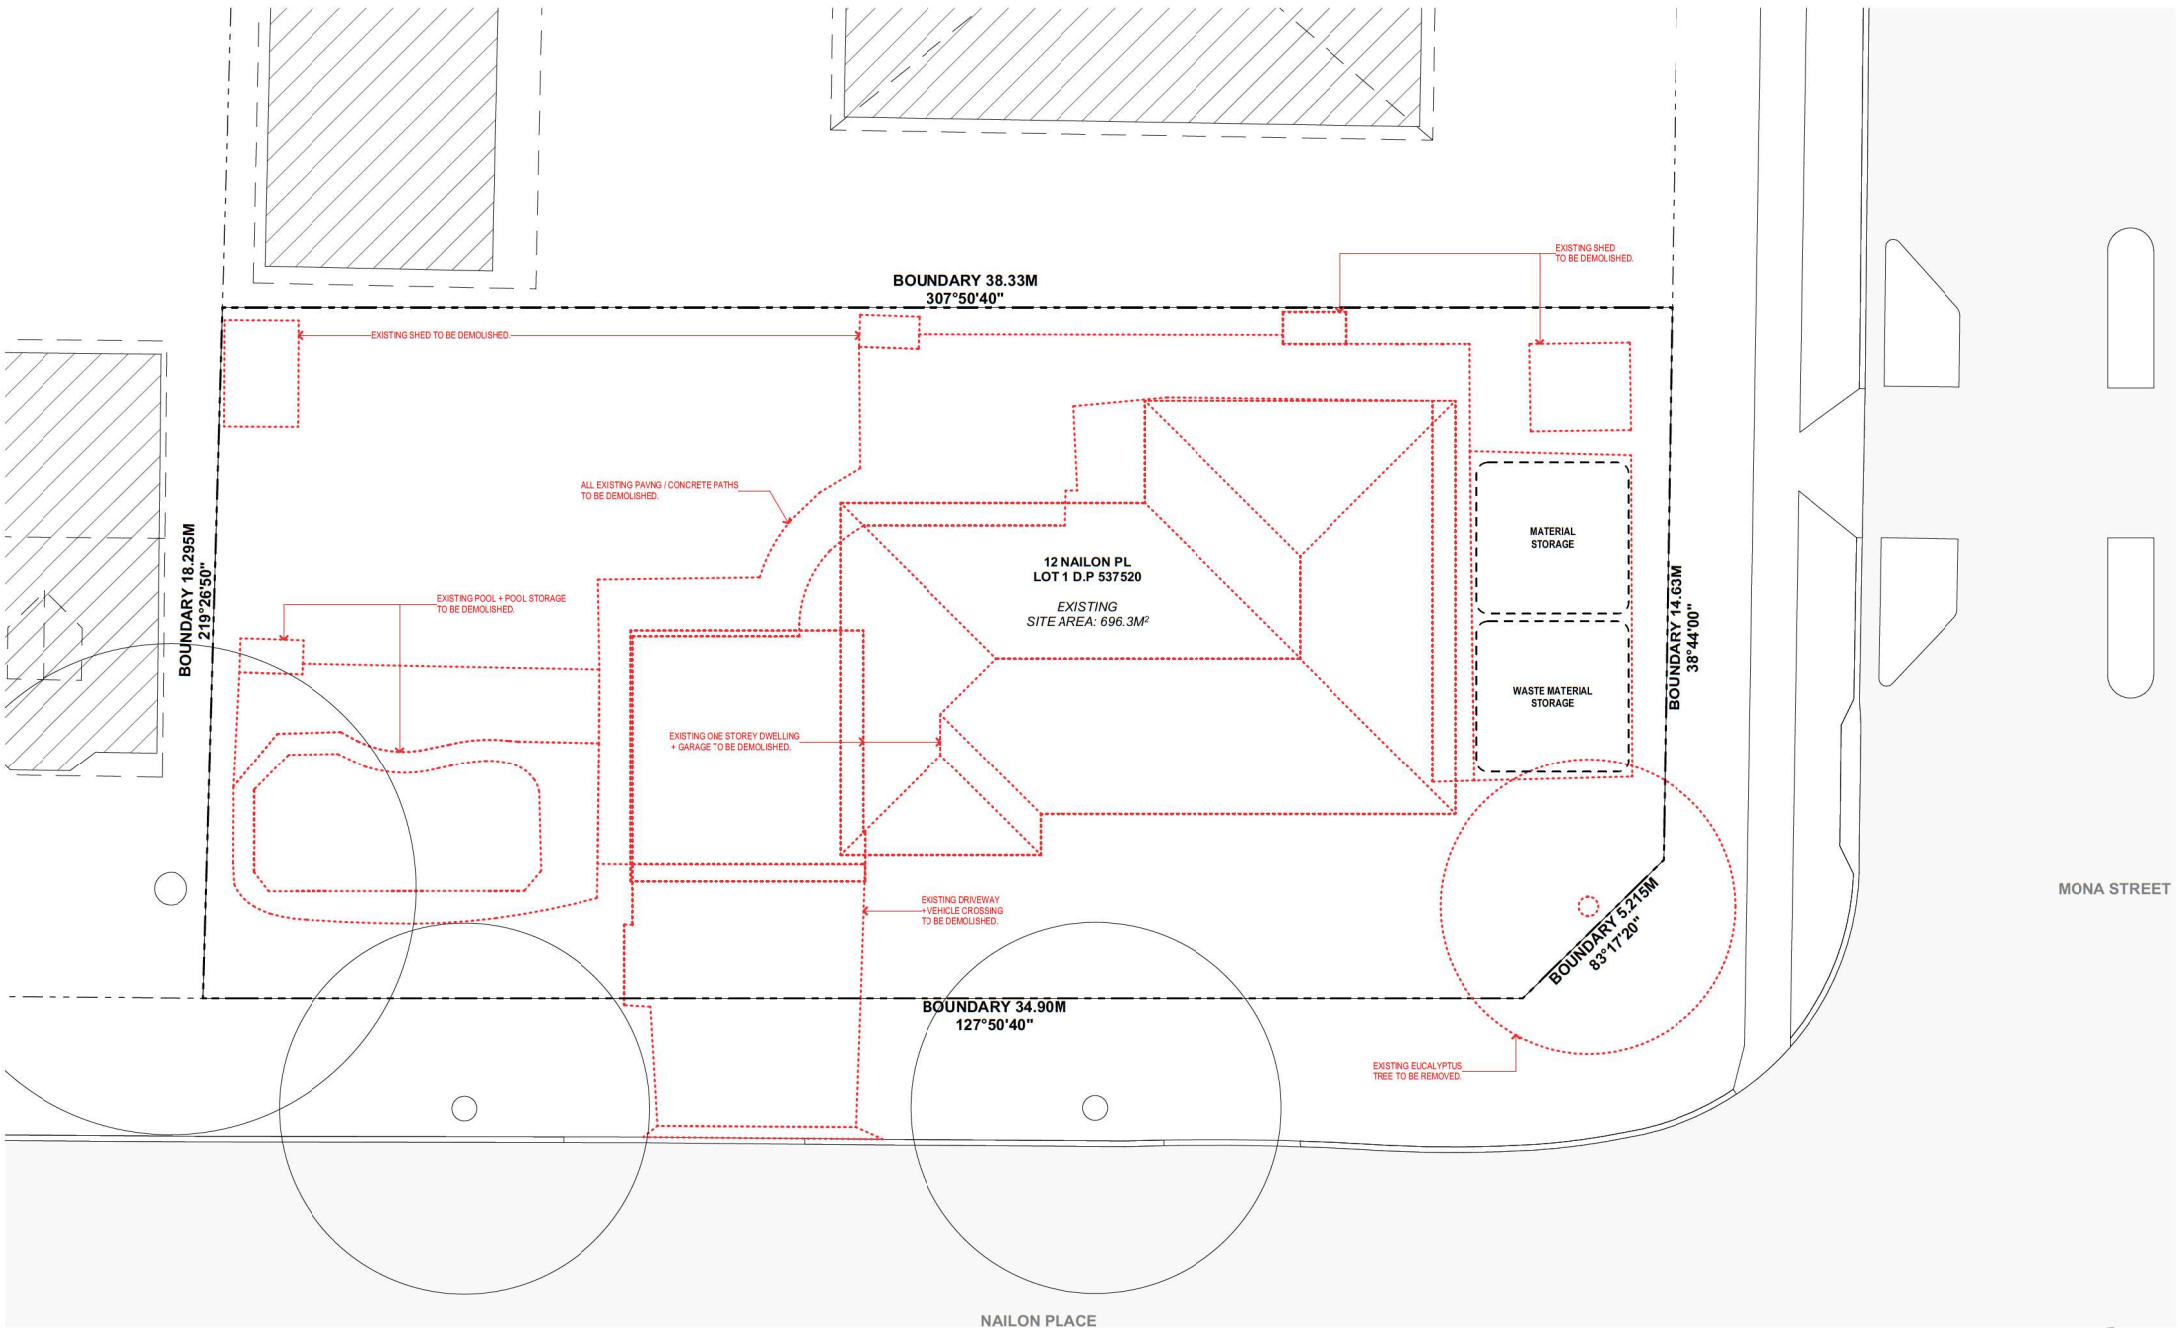 EXISTING SHED
TO BE DEMOLISHED.
BOUNDARY 38.33M
307°50'40"
EXISTING SHED TO BE DEMOLISHED.
ALL EXISTING PAVNG / CONCRETE PATHS
TO BE DEMOLISHED.
BOUNDARY 18.295M
219°26'50"
12 NAILON PL
LOT 1 D.P 537520
EXISTING
SITE AREA: 696.3M²
MATERIAL
STORAGE
EXISTING POOL + POOL STORAGE
TO BE DEMOLISHED.
BOUNDARY 14.63M
38°44'00"
WASTE MATERIAL
STORAGE
EXISTING ONE STOREY DWELLING
+ GARAGE TO BE DEMOLISHED.
EXISTING DRIVEWAY
+VEHICLE CROSSING
TO BE DEMOLISHED.
BOUNDARY 5.215M
83°17'20"
MONA STREET
BOUNDARY 34.90M
127°50'40"
EXISTING EUCALYPTUS
TREE TO BE REMOVED.
NAILON PLACE